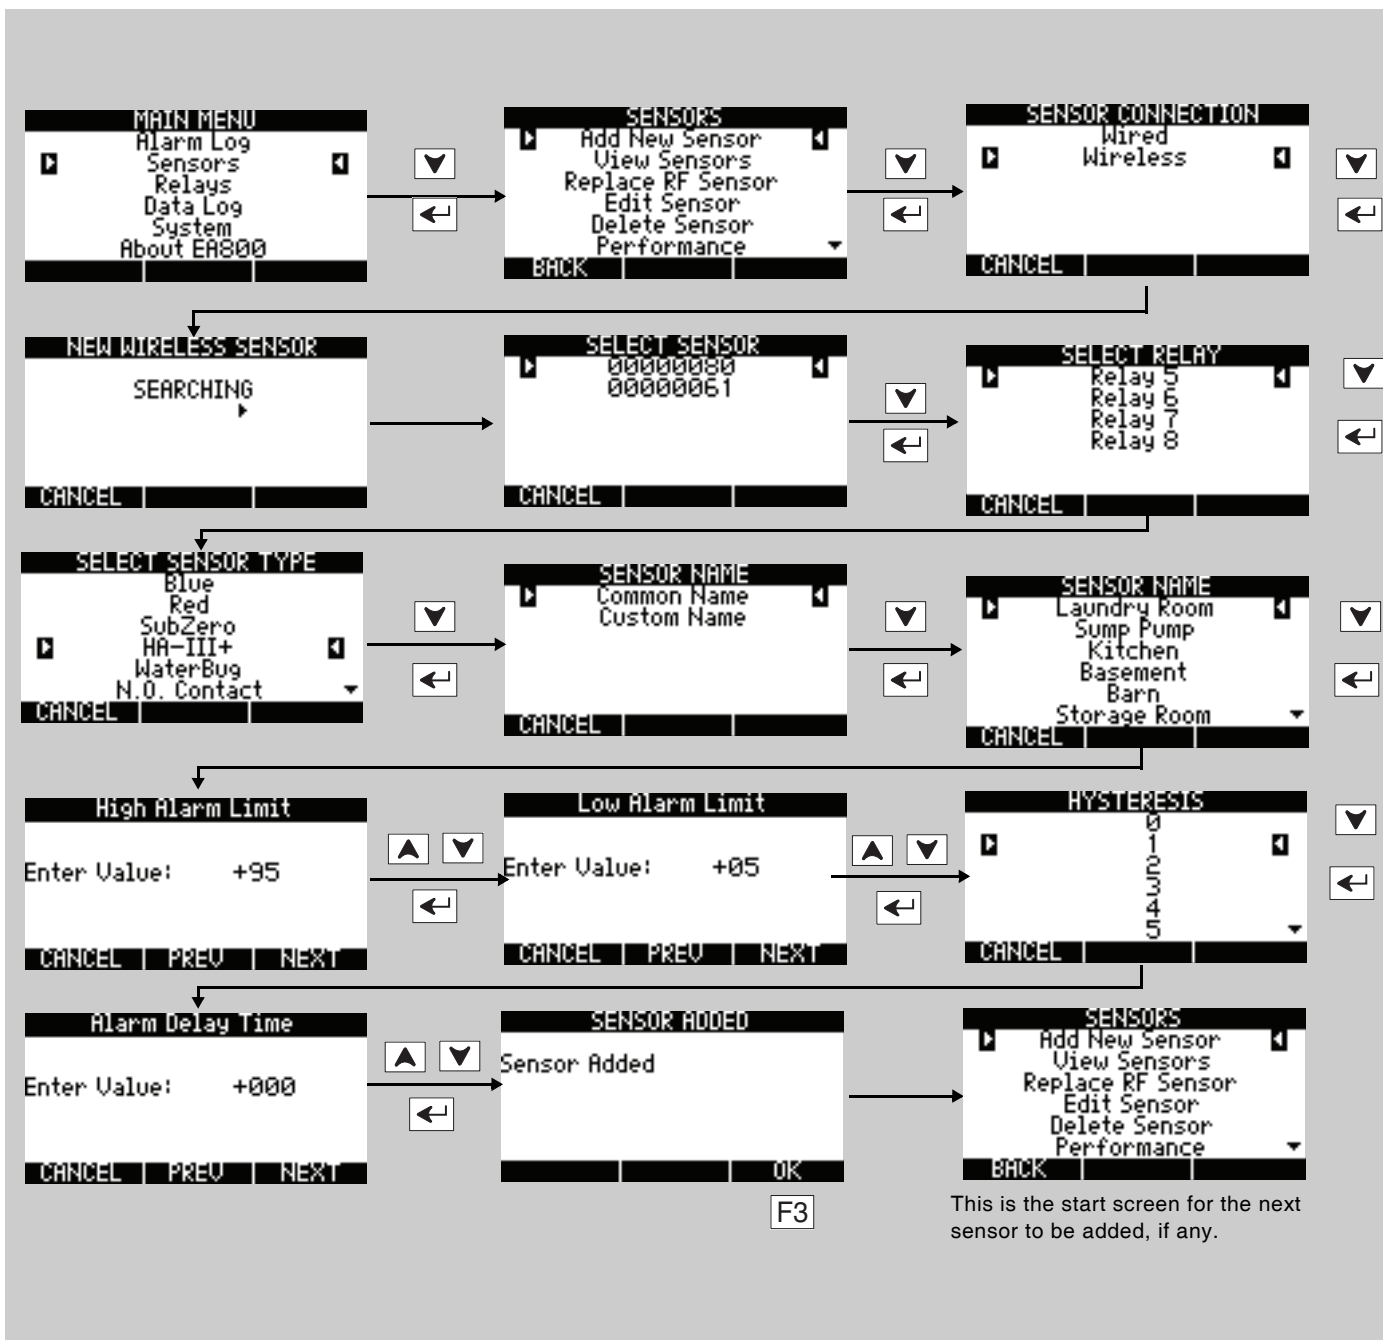 MAIN MENU
Alarm Log
Sensors
Relays
Data Log
System
About EA800
SENSORS
Add New Sensor
View Sensors
Replace RF Sensor
Edit Sensor
Delete Sensor
Performance
BACK
SENSOR CONNECTION
Wired
Wireless
CANCEL
NEW WIRELESS SENSOR
SEARCHING
CANCEL
SELECT SENSOR
00000080
00000061
CANCEL
SELECT RELAY
Relay 5
Relay 6
Relay 7
Relay 8
CANCEL
SELECT SENSOR TYPE
Blue
Red
SubZero
HA-III+
WaterBug
N.O. Contact
CANCEL
SENSOR NAME
Common Name
Custom Name
CANCEL
SENSOR NAME
Laundry Room
Sump Pump
Kitchen
Basement
Barn
Storage Room
CANCEL
High Alarm Limit
Enter Value: +95
CANCEL PREV NEXT
Low Alarm Limit
Enter Value: +05
CANCEL PREV NEXT
HYSTERESIS
0
1
2
3
4
5
CANCEL
Alarm Delay Time
Enter Value: +000
CANCEL PREV NEXT
SENSOR ADDED
Sensor Added
OK
F3
SENSORS
Add New Sensor
View Sensors
Replace RF Sensor
Edit Sensor
Delete Sensor
Performance
BACK
This is the start screen for the next
sensor to be added, if any.